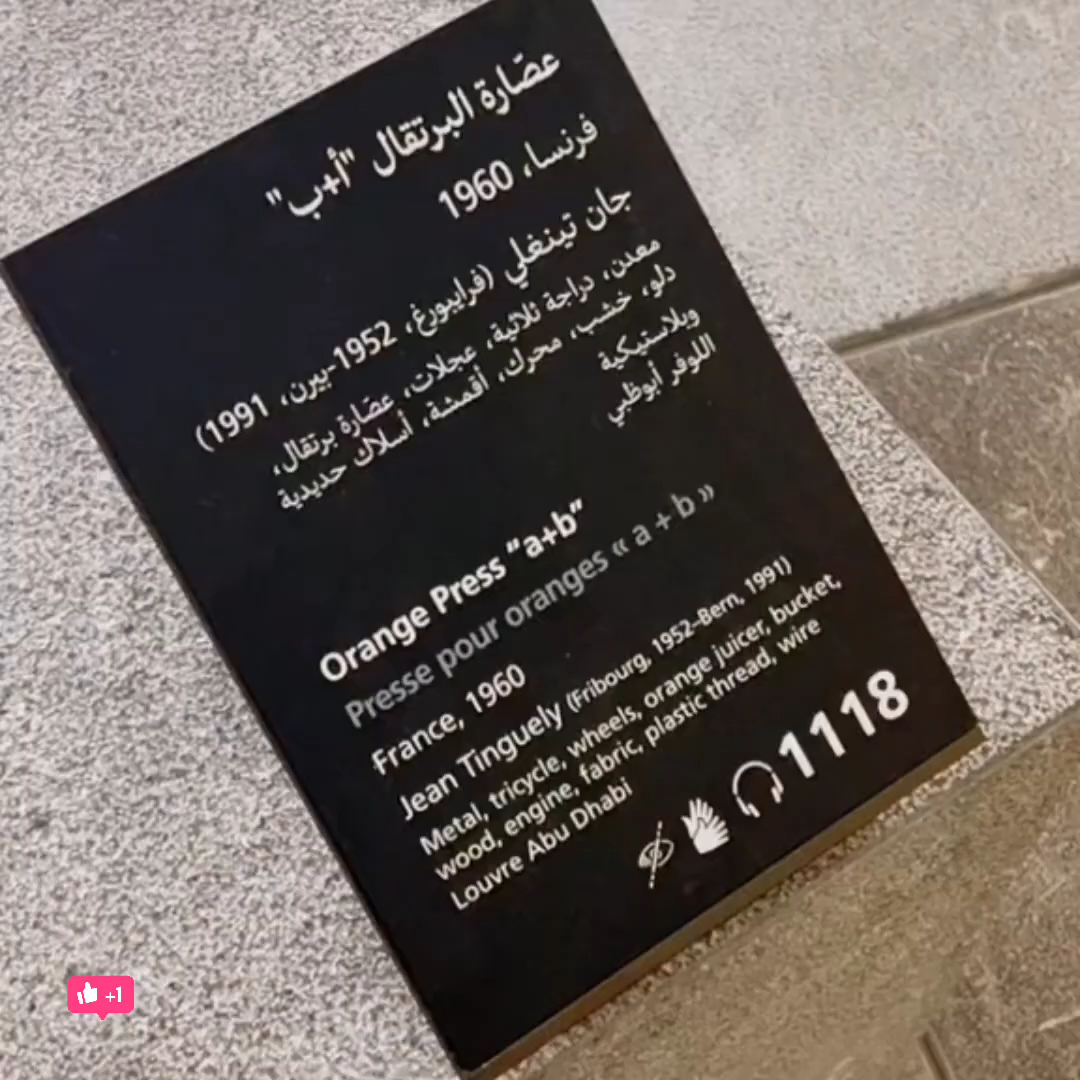 عصّارة البرتقال "أ+ب"
فرنسا، 1960
جان تينغلي (فرايبورغ، 1952-بيرن، 1991)
معدن، دراجة ثلاثية، عجلات، عصّارة برتقال،
دلو، خشب، محرك، أقمشة، أسلاك حديدية
وبلاستيكية
اللوفر أبوظبي
Orange Press "a+b"
Presse pour oranges « a + b »
France, 1960
Jean Tinguely (Fribourg, 1952–Bern, 1991)
Metal, tricycle, wheels, orange juicer, bucket,
wood, engine, fabric, plastic thread, wire
Louvre Abu Dhabi
1118
+1